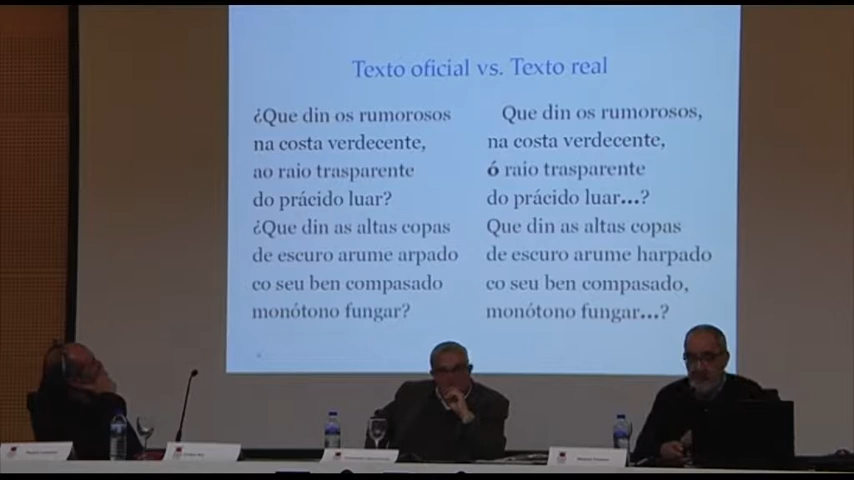 Texto oficial vs. Texto real
¿Que din os rumorosos
na costa verdecente,
ao raio trasparente
do prácido luar?
¿Que din as altas copas
de escuro arume arpado
co seu ben compasado
monótono fungar?
Que din os rumorosos,
na costa verdecente,
ó raio trasparente
do prácido luar...?
Que din as altas copas
de escuro arume harpado
co seu ben compasado,
monótono fungar...?